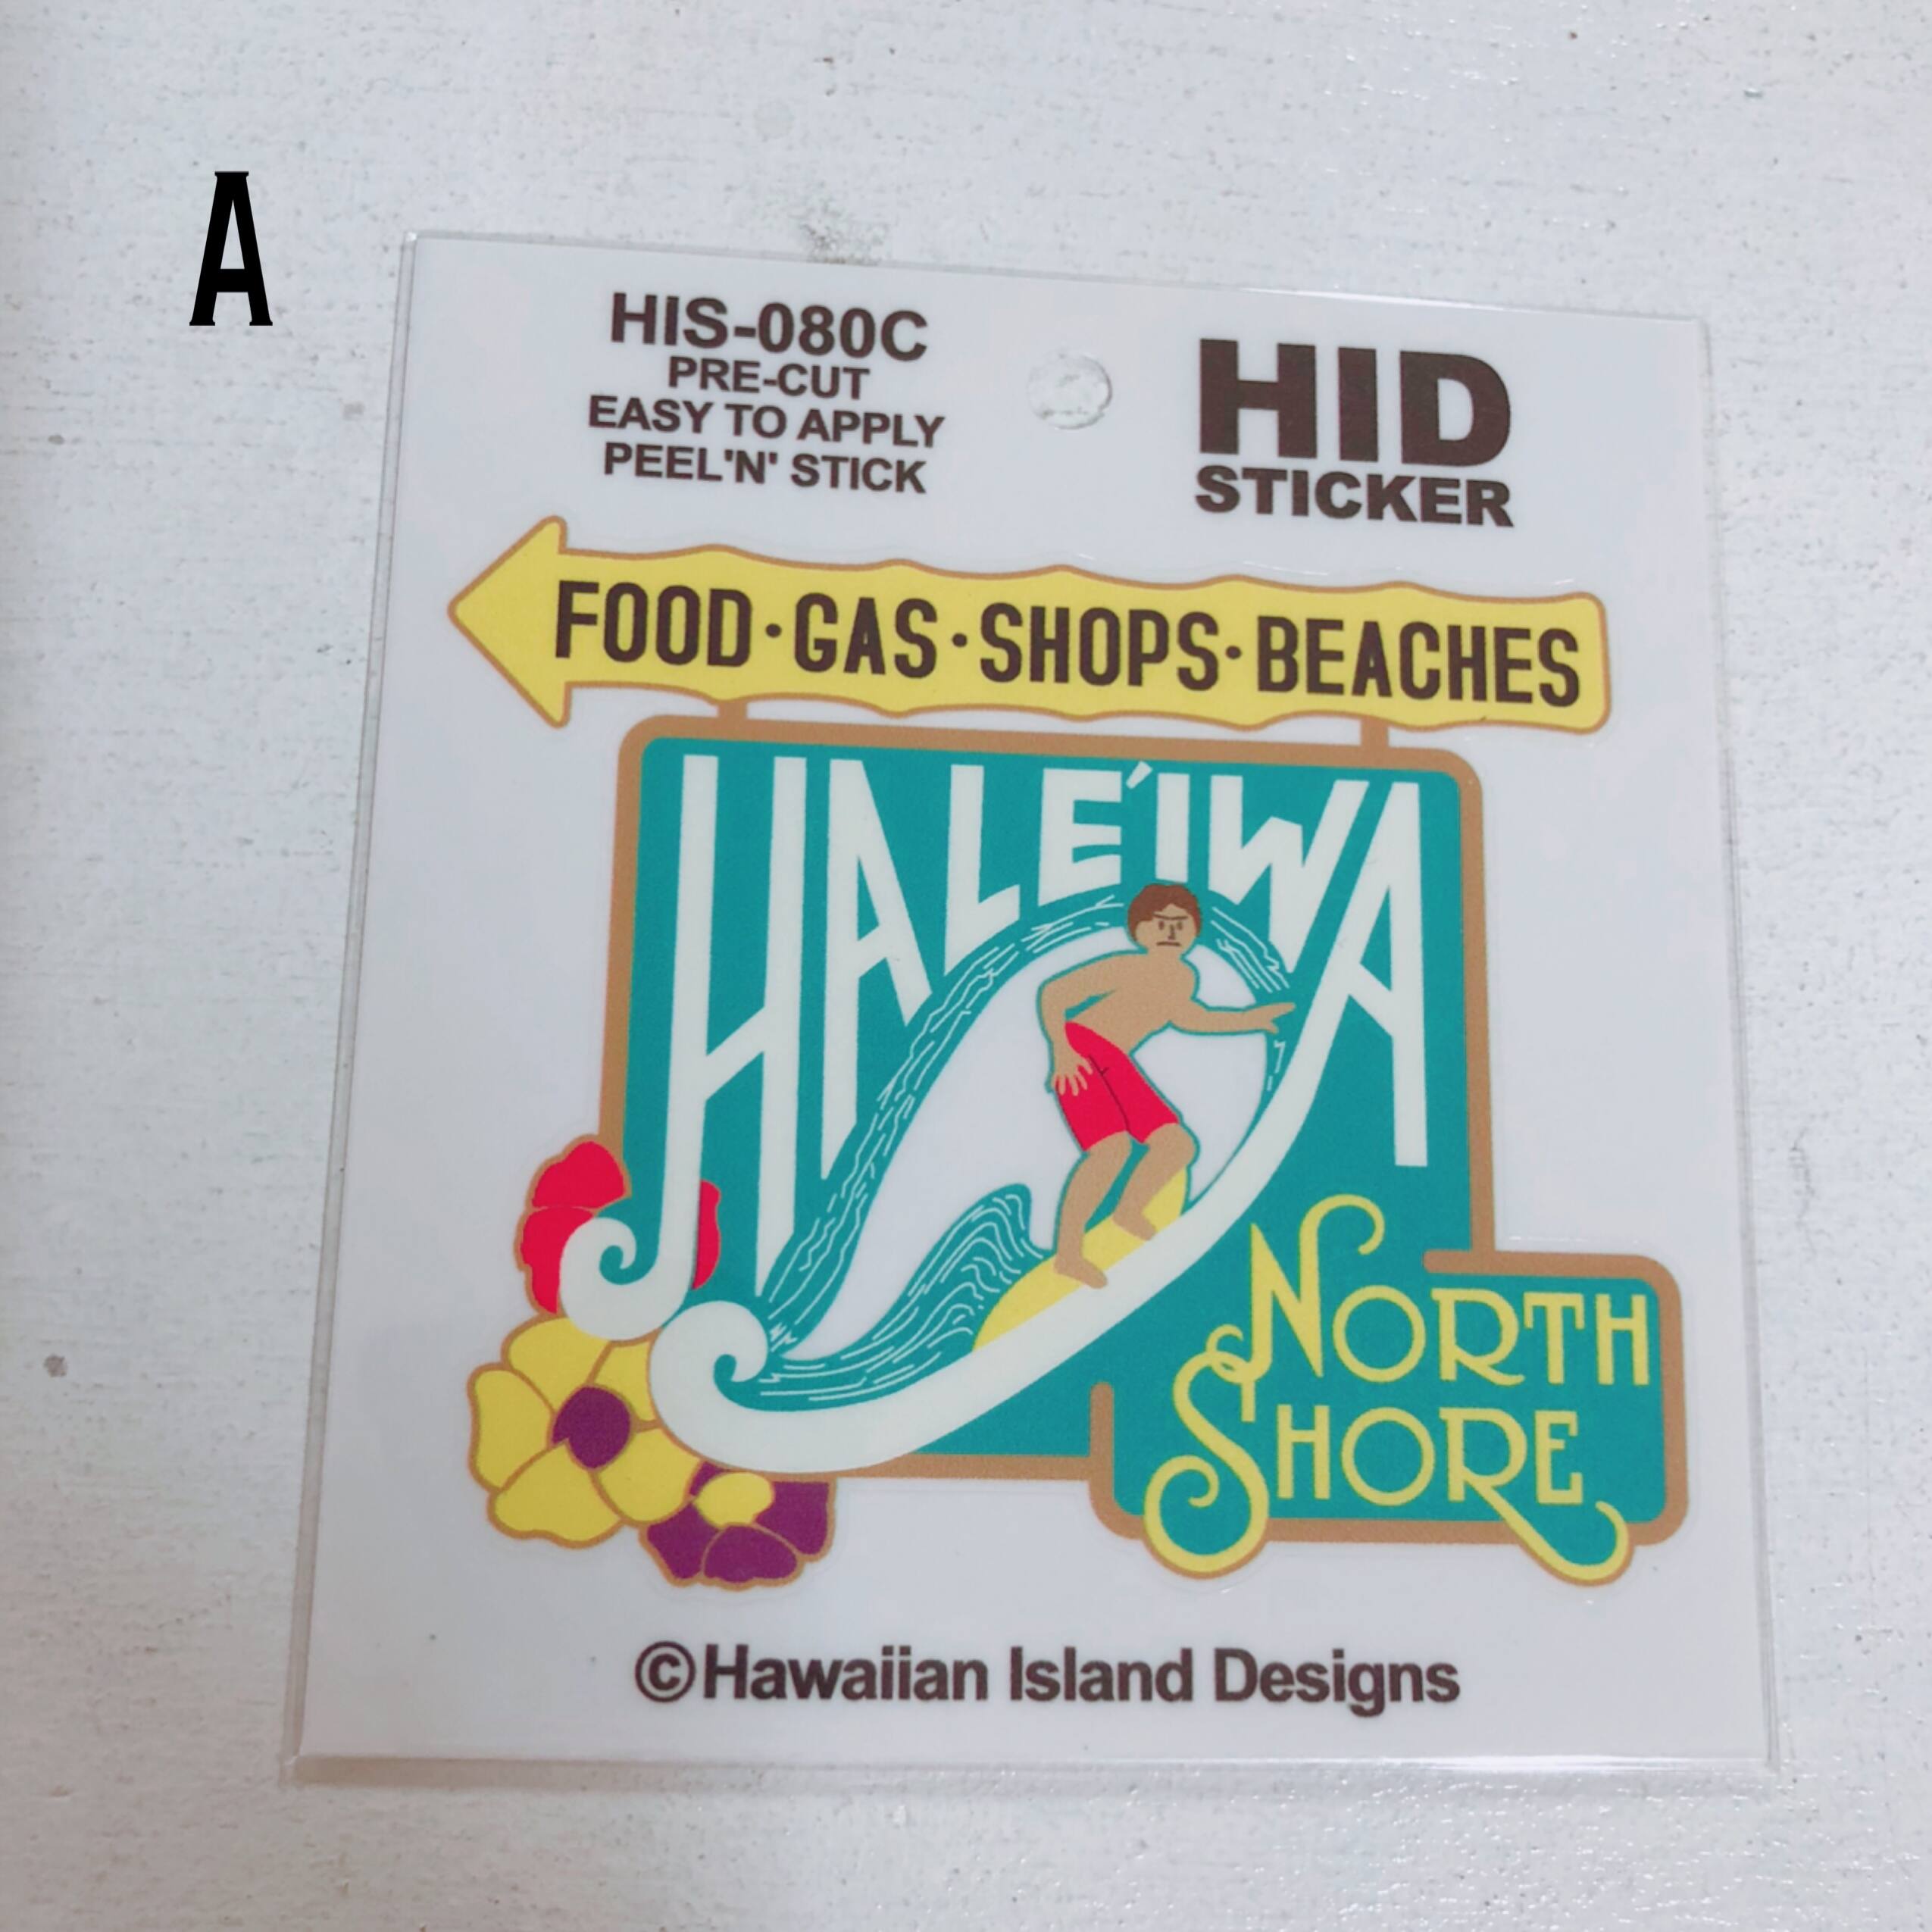 A
HIS-080C
PRE-CUT
EASY TO APPLY
PEEL'N' STICK
HID
STICKER
FOOD·GAS·SHOPS·BEACHES
HALE'IWA
NORTH
SHORE
©Hawaiian Island Designs